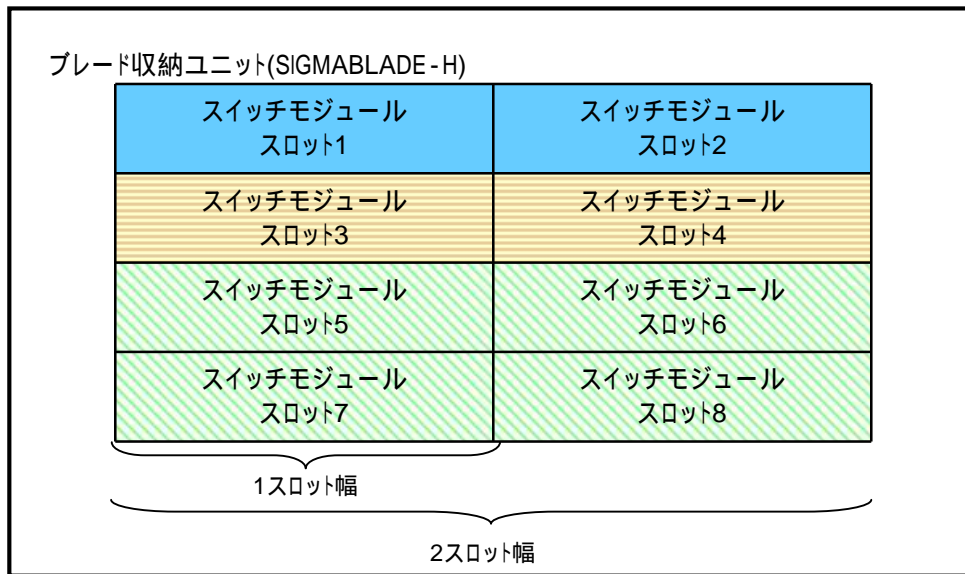 ブレード収納ユニット(SIGMABLADE-H)
スイッチモジュール
スロット1
スイッチモジュール
スロット2
スイッチモジュール
スロット3
スイッチモジュール
スロット4
スイッチモジュール
スロット5
スイッチモジュール
スロット6
スイッチモジュール
スロット7
スイッチモジュール
スロット8
1スロット幅
2スロット幅